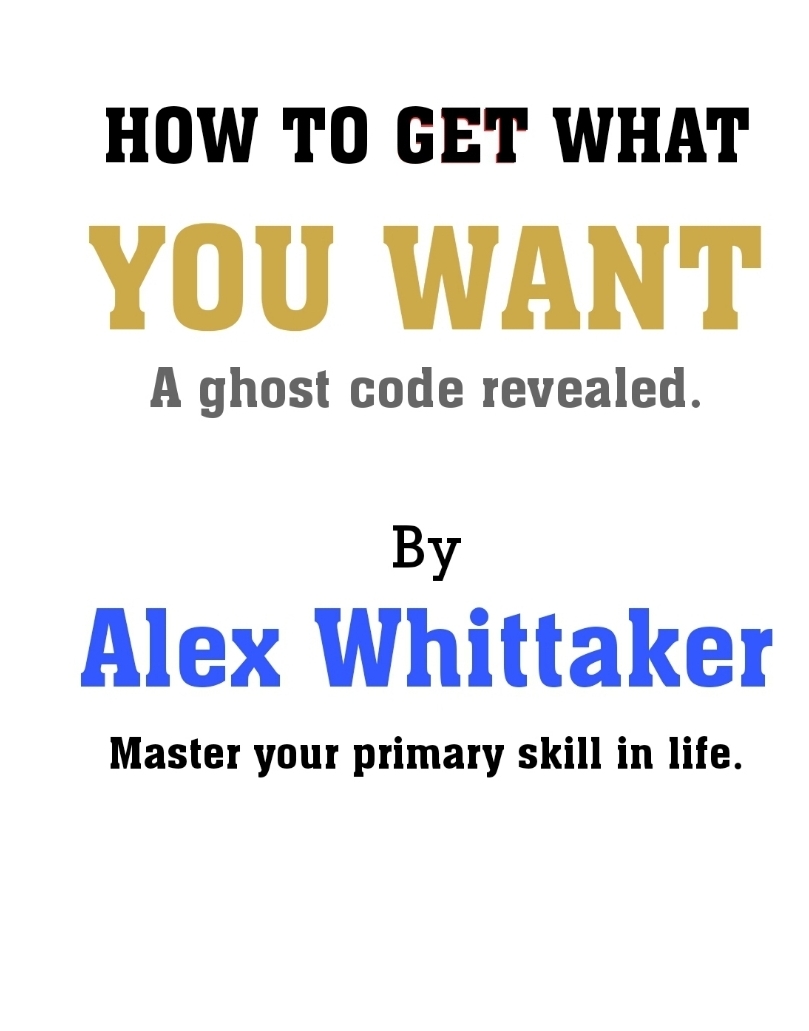 HOW TO GET WHAT
YOU WANT
A ghost code revealed.
By
Alex Whittaker
Master your primary skill in life.